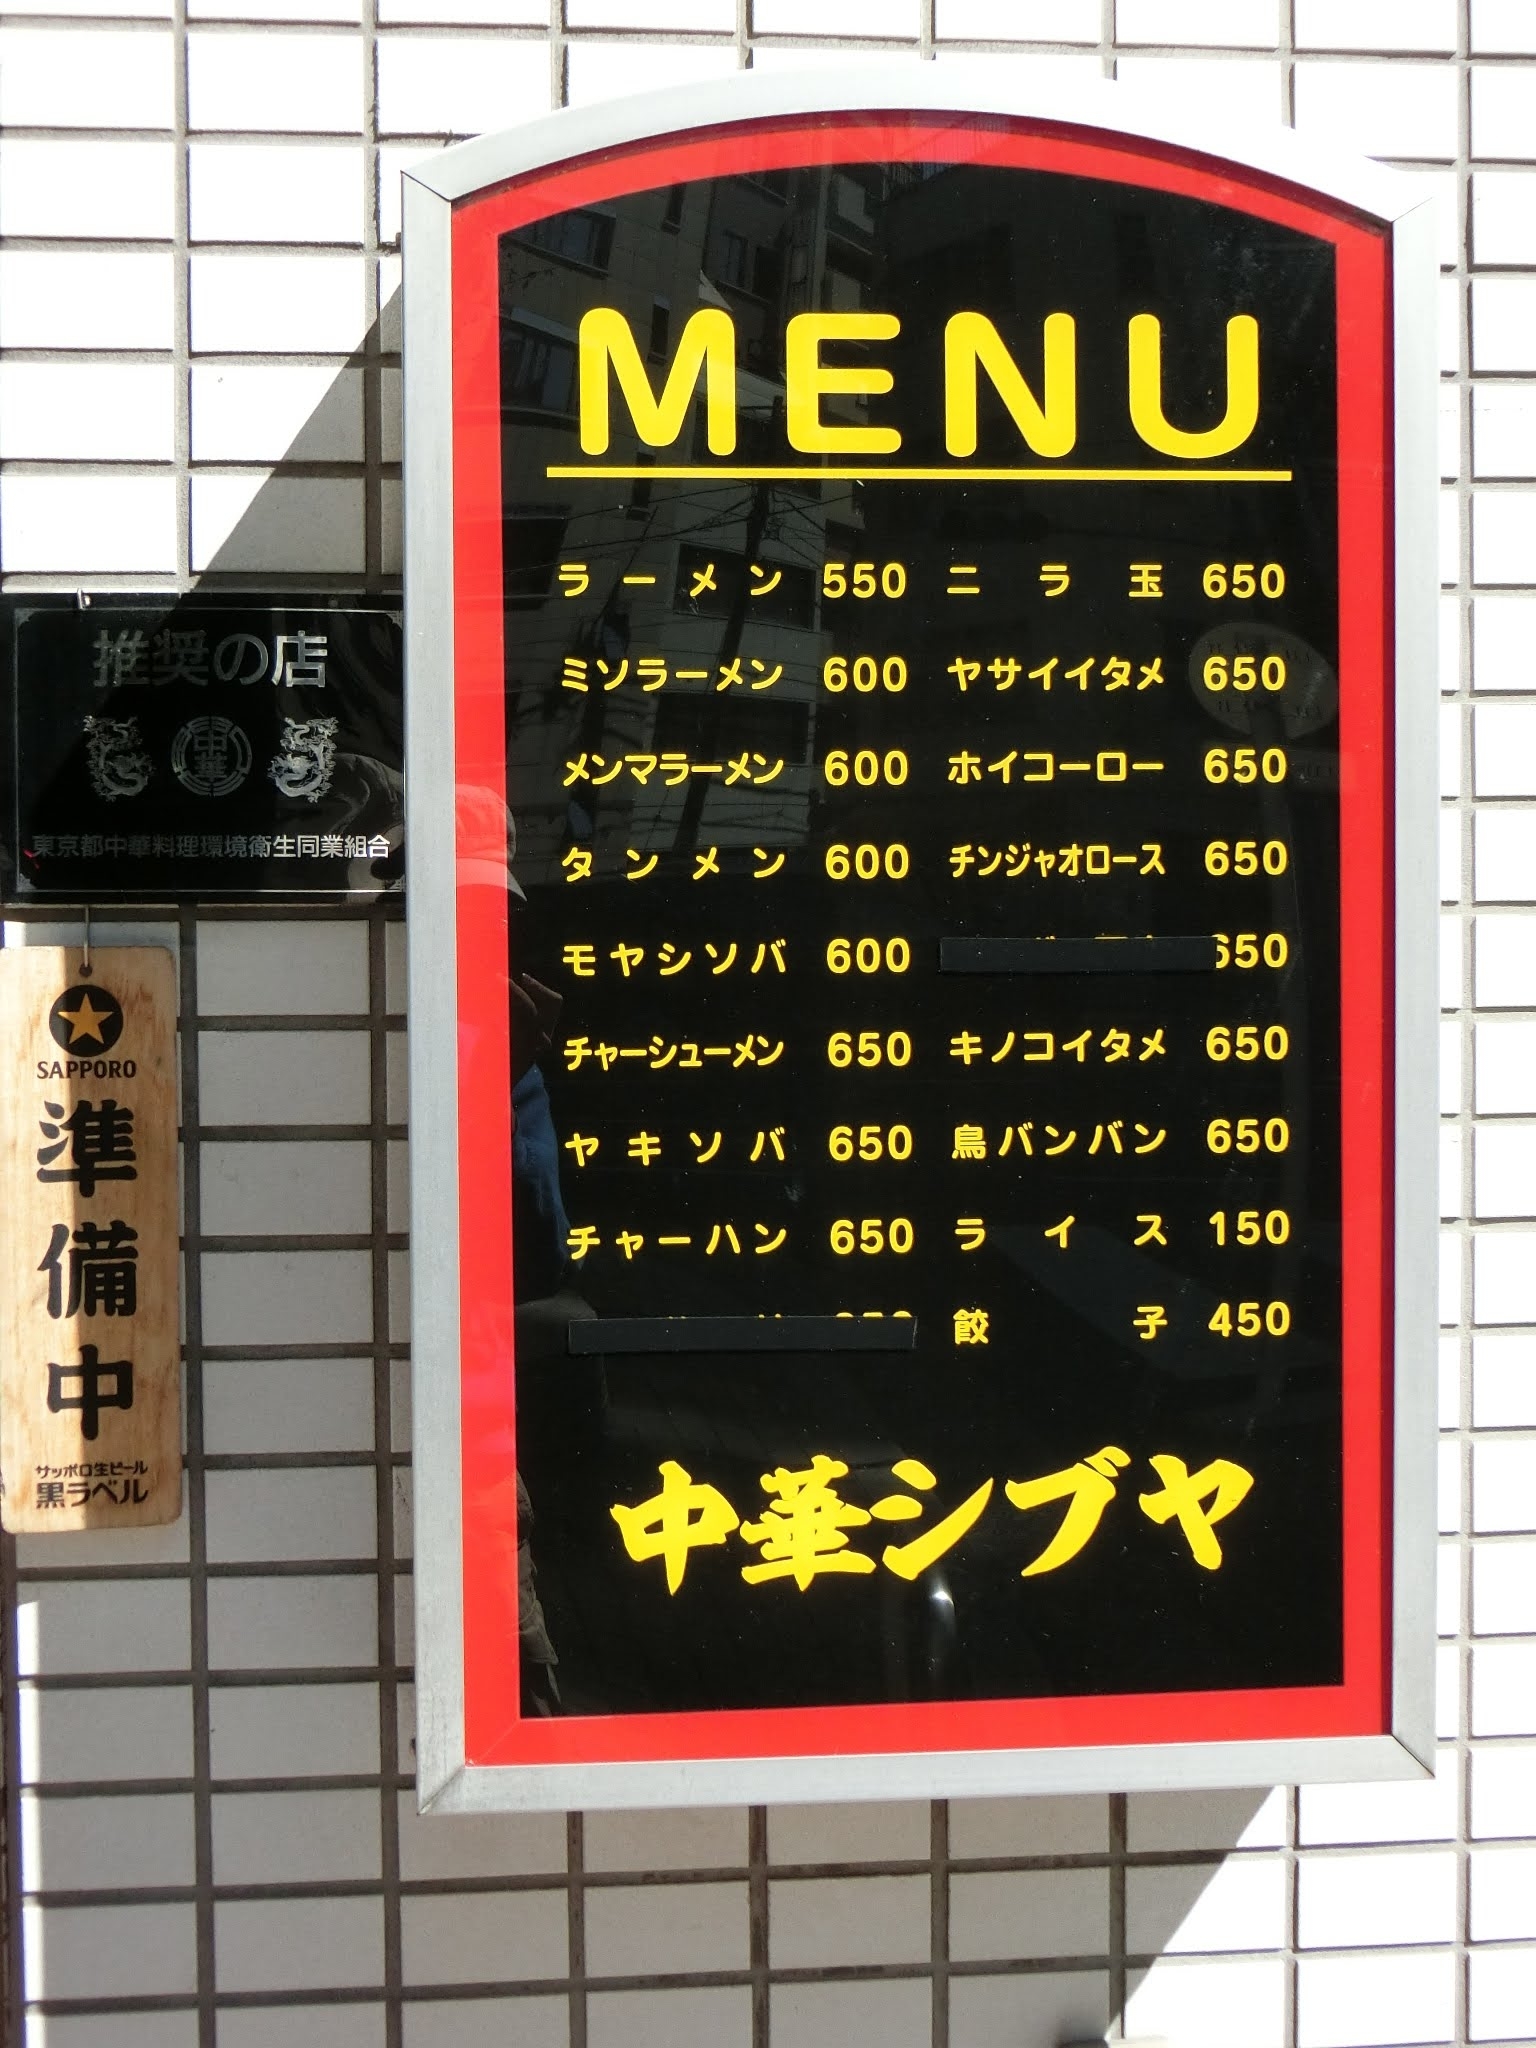 MENU
ラーメン 550
ミソラーメン 600
メンマラーメン 600
タンメン 600
モヤシソバ 600
チャーシューメン 650
ヤキソバ 650
チャーハン 650
ニラ玉 650
ヤサイイタメ 650
ホイコーロー 650
チンジャオロース 650
650
キノコイタメ 650
鳥バンバン 650
ライス 150
餃子 450
中華シブヤ
推奨の店
中華
東京都中華料理環境衛生同業組合
SAPPORO
準備中
サッポロ生ビール
黒ラベル